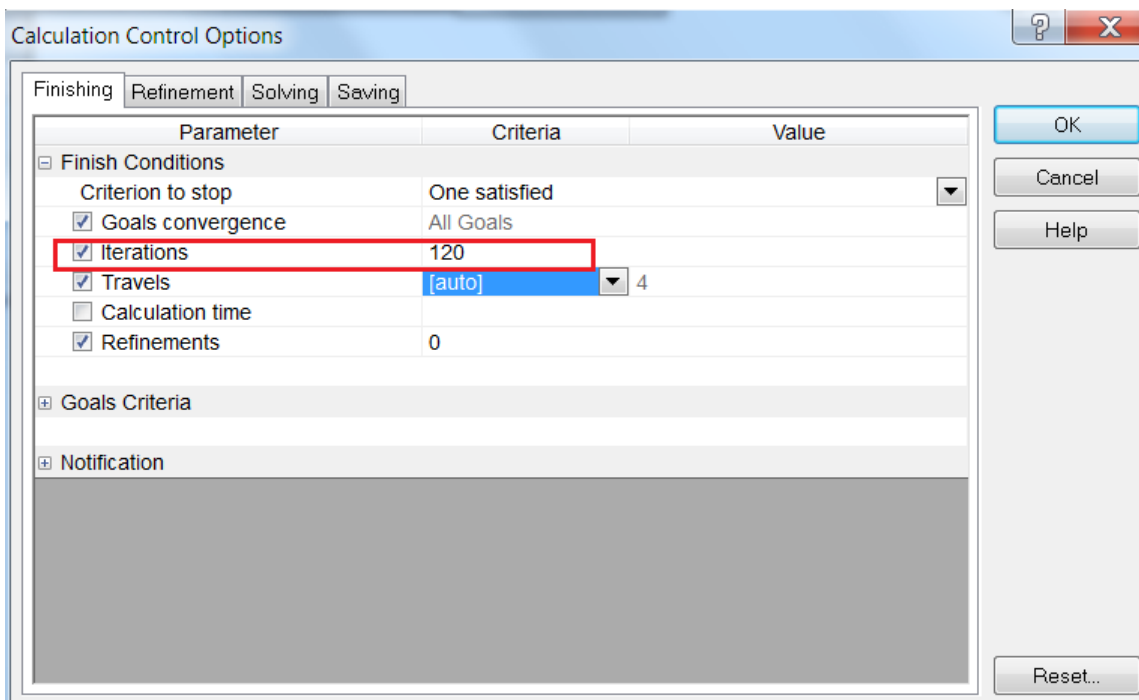 Calculation Control Options
Finishing Refinement Solving Saving
Parameter Criteria Value
Finish Conditions
Criterion to stop One satisfied
Goals convergence All Goals
Iterations 120
Travels [auto] 4
Calculation time
Refinements 0
Goals Criteria
Notification
OK
Cancel
Help
Reset...